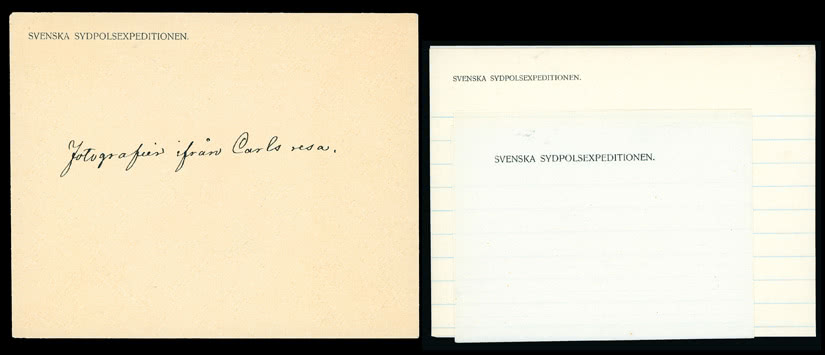 SVENSKA SYDPOLSEXPEDITIONEN.
Fotografier ifrån Carls resa.
SVENSKA SYDPOLSEXPEDITIONEN.
SVENSKA SYDPOLSEXPEDITIONEN.